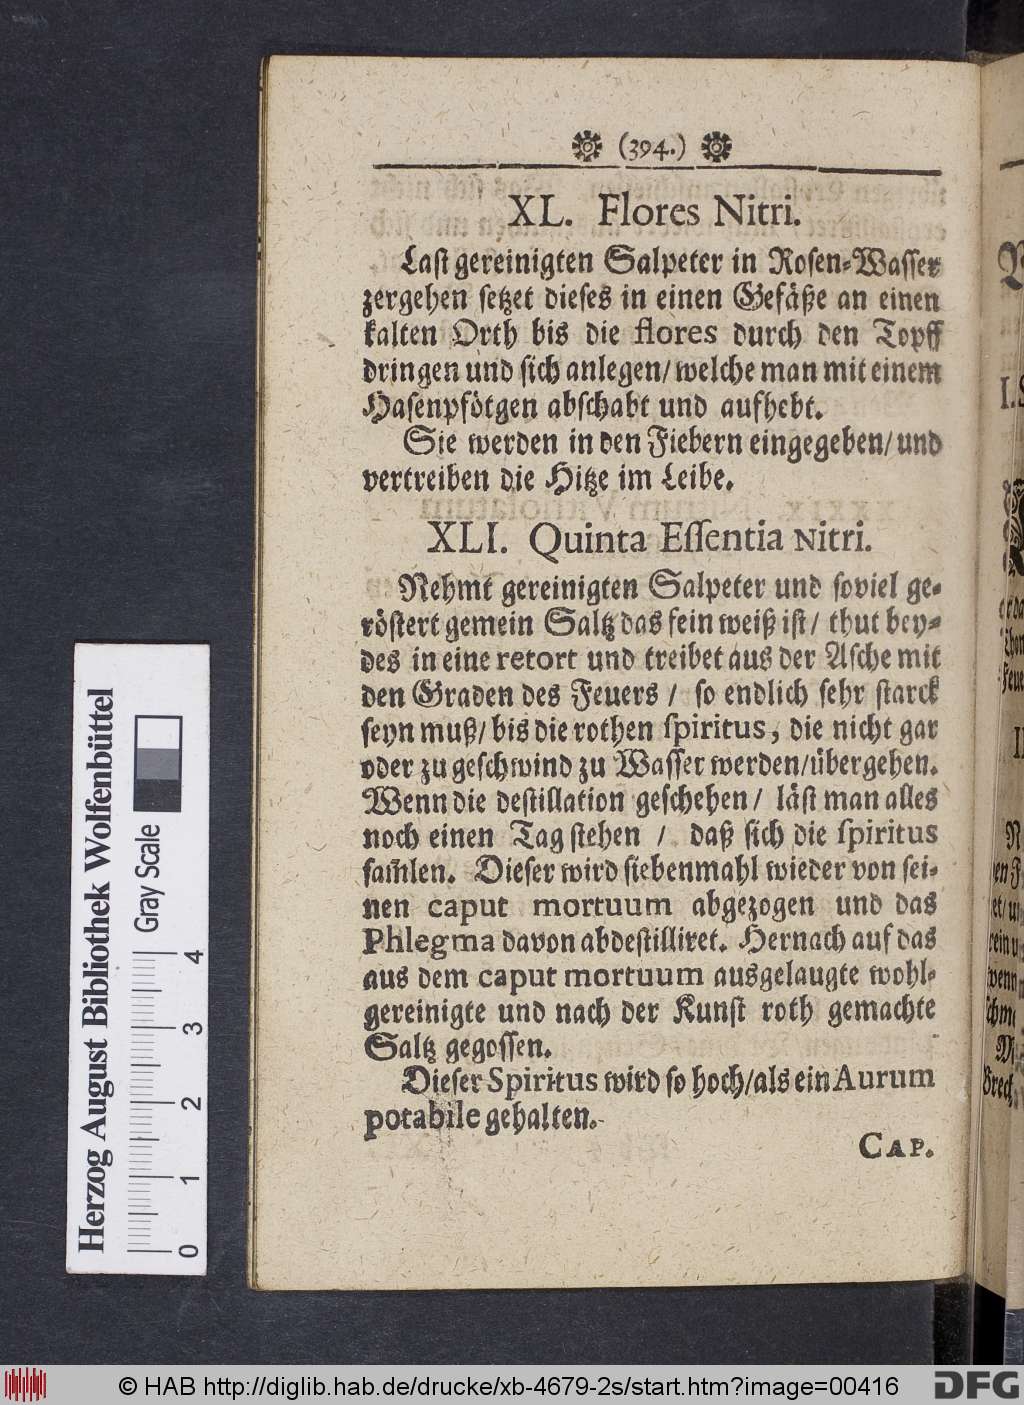 (394.)
XL. Flores Nitri.
Last gereinigten Salpeter in Rosen-Wasser
zergehen setzet dieses in einen Gefäße an einen
kalten Orth bis die flores durch den Topff
dringen und sich anlegen/ welche man mit einem
Hasenpfötgen abschabt und aufhebt.
Sie werden in den Fiebern eingegeben/ und
vertreiben die Hitze im Leibe.
XLI. Quinta Essentia Nitri.
Nehmt gereinigten Salpeter und soviel ge-
röstert gemein Saltz das fein weiß ist/ thut bey-
des in eine retort und treibet aus der Asche mit
den Graden des Feuers / so endlich sehr starck
seyn muß/ bis die rothen spiritus, die nicht gar
oder zu geschwind zu Wasser werden/übergehen.
Wenn die destillation geschehen/ läst man alles
noch einen Tag stehen / daß sich die spiritus
sam̃len. Dieser wird siebenmahl wieder von sei-
nen caput mortuum abgezogen und das
Phlegma davon abdestilliret. Hernach auf das
aus dem caput mortuum ausgelaugte wohl-
gereinigte und nach der Kunst roth gemachte
Saltz gegossen.
Dieser Spiritus wird so hoch/als ein Aurum
potabile gehalten.
CAP.
Herzog August Bibliothek Wolfenbüttel
Gray Scale
0 1 2 3 4
© HAB http://diglib.hab.de/drucke/xb-4679-2s/start.htm?image=00416
DFG